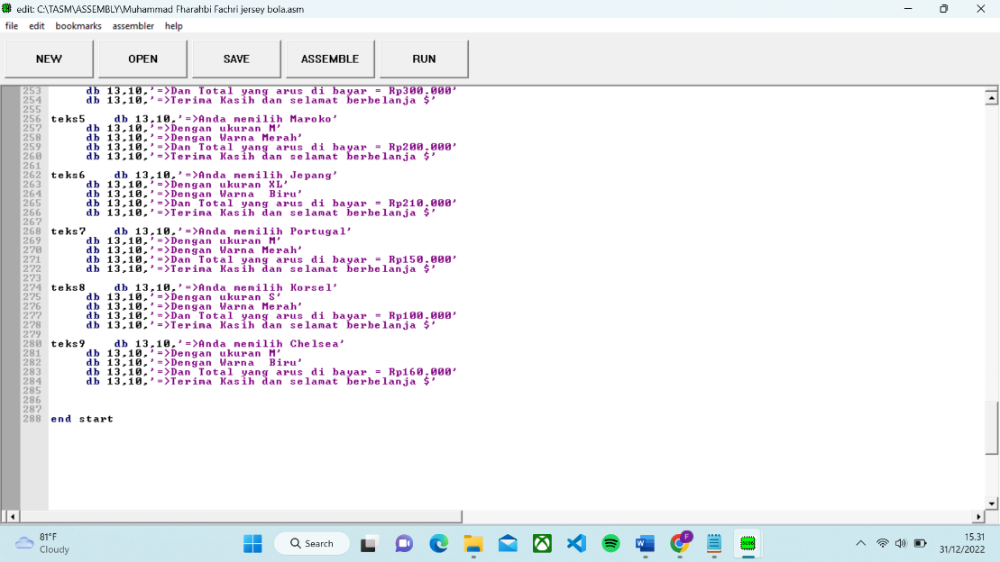 edit: C:\TASM\ASSEMBLY\Muhammad Fharahbi Fachri jersey bola.asm
file edit bookmarks assembler help
NEW OPEN SAVE ASSEMBLE RUN
253 db 13,10,'=>Dan Total yang arus di bayar = Rp300.000'
254 db 13,10,'=>Terima Kasih dan selamat berbelanja $'
255
256 teks5 db 13,10,'=>Anda memilih Maroko'
257 db 13,10,'=>Dengan ukuran M'
258 db 13,10,'=>Dengan Warna Merah'
259 db 13,10,'=>Dan Total yang arus di bayar = Rp200.000'
260 db 13,10,'=>Terima Kasih dan selamat berbelanja $'
261
262 teks6 db 13,10,'=>Anda memilih Jepang'
263 db 13,10,'=>Dengan ukuran XL'
264 db 13,10,'=>Dengan Warna  Biru'
265 db 13,10,'=>Dan Total yang arus di bayar = Rp210.000'
266 db 13,10,'=>Terima Kasih dan selamat berbelanja $'
267
268 teks7 db 13,10,'=>Anda memilih Portugal'
269 db 13,10,'=>Dengan ukuran M'
270 db 13,10,'=>Dengan Warna Merah'
271 db 13,10,'=>Dan Total yang arus di bayar = Rp150.000'
272 db 13,10,'=>Terima Kasih dan selamat berbelanja $'
273
274 teks8 db 13,10,'=>Anda memilih Korsel'
275 db 13,10,'=>Dengan ukuran S'
276 db 13,10,'=>Dengan Warna Merah'
277 db 13,10,'=>Dan Total yang arus di bayar = Rp100.000'
278 db 13,10,'=>Terima Kasih dan selamat berbelanja $'
279
280 teks9 db 13,10,'=>Anda memilih Chelsea'
281 db 13,10,'=>Dengan ukuran M'
282 db 13,10,'=>Dengan Warna  Biru'
283 db 13,10,'=>Dan Total yang arus di bayar = Rp160.000'
284 db 13,10,'=>Terima Kasih dan selamat berbelanja $'
285
286
287
288 end start
81°F
Cloudy
Search
15.31
31/12/2022